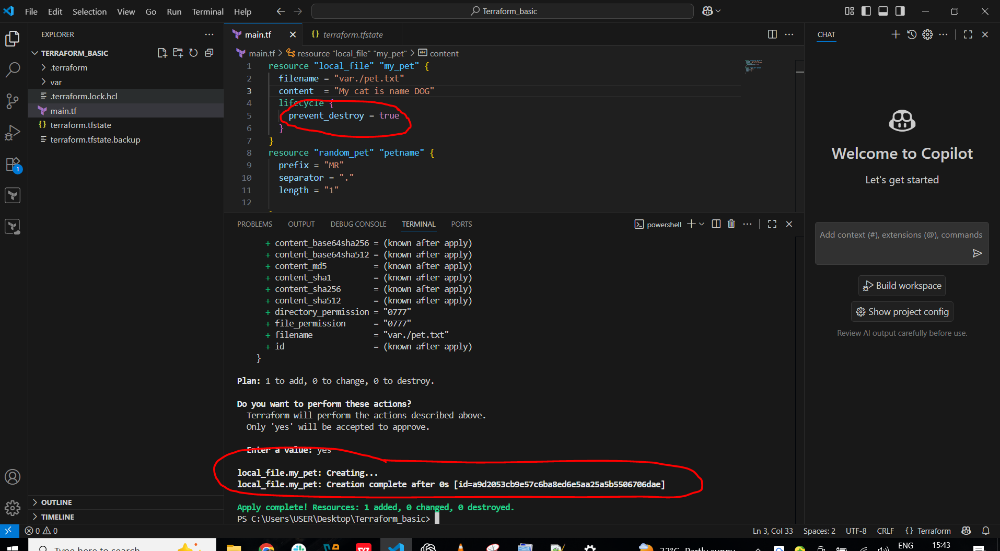 File Edit Selection View Go Run Terminal Help
Terraform_basic
EXPLORER
TERRAFORM_BASIC
.terraform
var
.terraform.lock.hcl
main.tf
terraform.tfstate
terraform.tfstate.backup
OUTLINE
TIMELINE
1
main.tf
terraform.tfstate
main.tf > resource "local_file" "my_pet" > content
1 resource "local_file" "my_pet" {
2 filename = "var./pet.txt"
3 content  = "My cat is name DOG"
4 lifecycle {
5 prevent_destroy = true
6 }
7 }
8 resource "random_pet" "petname" {
9 prefix = "MR"
10 separator = "."
11 length = "1"
12
PROBLEMS OUTPUT DEBUG CONSOLE TERMINAL PORTS
powershell
+ content_base64sha256 = (known after apply)
+ content_base64sha512 = (known after apply)
+ content_md5          = (known after apply)
+ content_sha1         = (known after apply)
+ content_sha256       = (known after apply)
+ content_sha512       = (known after apply)
+ directory_permission = "0777"
+ file_permission      = "0777"
+ filename             = "var./pet.txt"
+ id                   = (known after apply)
}
Plan: 1 to add, 0 to change, 0 to destroy.
Do you want to perform these actions?
Terraform will perform the actions described above.
Only 'yes' will be accepted to approve.
Enter a value: yes
local_file.my_pet: Creating...
local_file.my_pet: Creation complete after 0s [id=a9d2053cb9e57c6ba8ed6e5aa25a5b5506706dae]
Apply complete! Resources: 1 added, 0 changed, 0 destroyed.
PS C:\Users\USER\Desktop\Terraform_basic>
CHAT
Welcome to Copilot
Let's get started
Add context (#), extensions (@), commands
Build workspace
Show project config
Review AI output carefully before use.
0 0
Ln 3, Col 33 Spaces: 2 UTF-8 CRLF {} Terraform
Type here to search
32°C Partly sunny
ENG
15:43